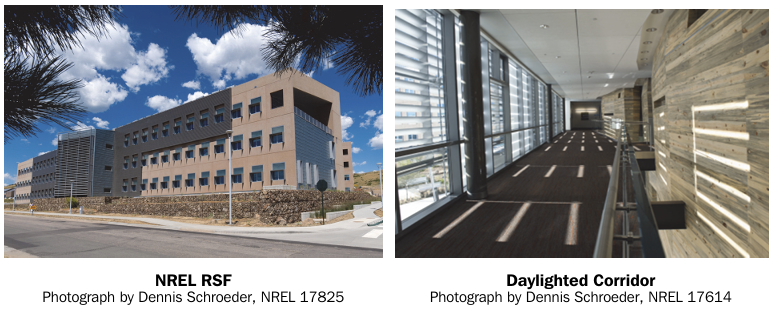 NREL RSF
Photograph by Dennis Schroeder, NREL 17825
Daylighted Corridor
Photograph by Dennis Schroeder, NREL 17614